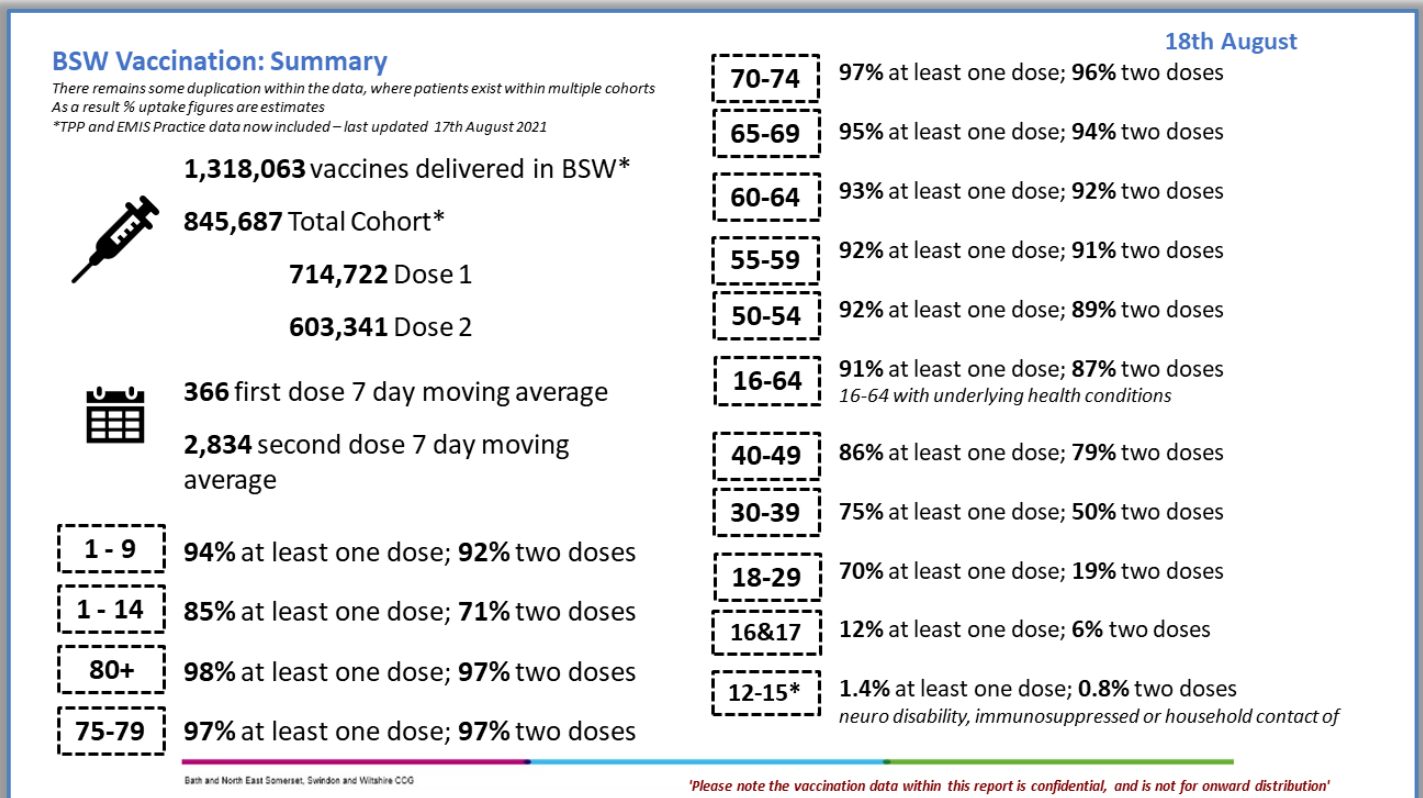 18th August
BSW Vaccination: Summary
There remains some duplication within the data, where patients exist within multiple cohorts
As a result % uptake figures are estimates
*TPP and EMIS Practice data now included – last updated 17th August 2021
1,318,063 vaccines delivered in BSW*
845,687 Total Cohort*
714,722 Dose 1
603,341 Dose 2
366 first dose 7 day moving average
2,834 second dose 7 day moving
average
1 - 9 94% at least one dose; 92% two doses
1 - 14 85% at least one dose; 71% two doses
80+ 98% at least one dose; 97% two doses
75-79 97% at least one dose; 97% two doses
70-74 97% at least one dose; 96% two doses
65-69 95% at least one dose; 94% two doses
60-64 93% at least one dose; 92% two doses
55-59 92% at least one dose; 91% two doses
50-54 92% at least one dose; 89% two doses
16-64 91% at least one dose; 87% two doses
16-64 with underlying health conditions
40-49 86% at least one dose; 79% two doses
30-39 75% at least one dose; 50% two doses
18-29 70% at least one dose; 19% two doses
16&17 12% at least one dose; 6% two doses
12-15* 1.4% at least one dose; 0.8% two doses
neuro disability, immunosuppressed or household contact of
Bath and North East Somerset, Swindon and Wiltshire CCG
'Please note the vaccination data within this report is confidential, and is not for onward distribution'